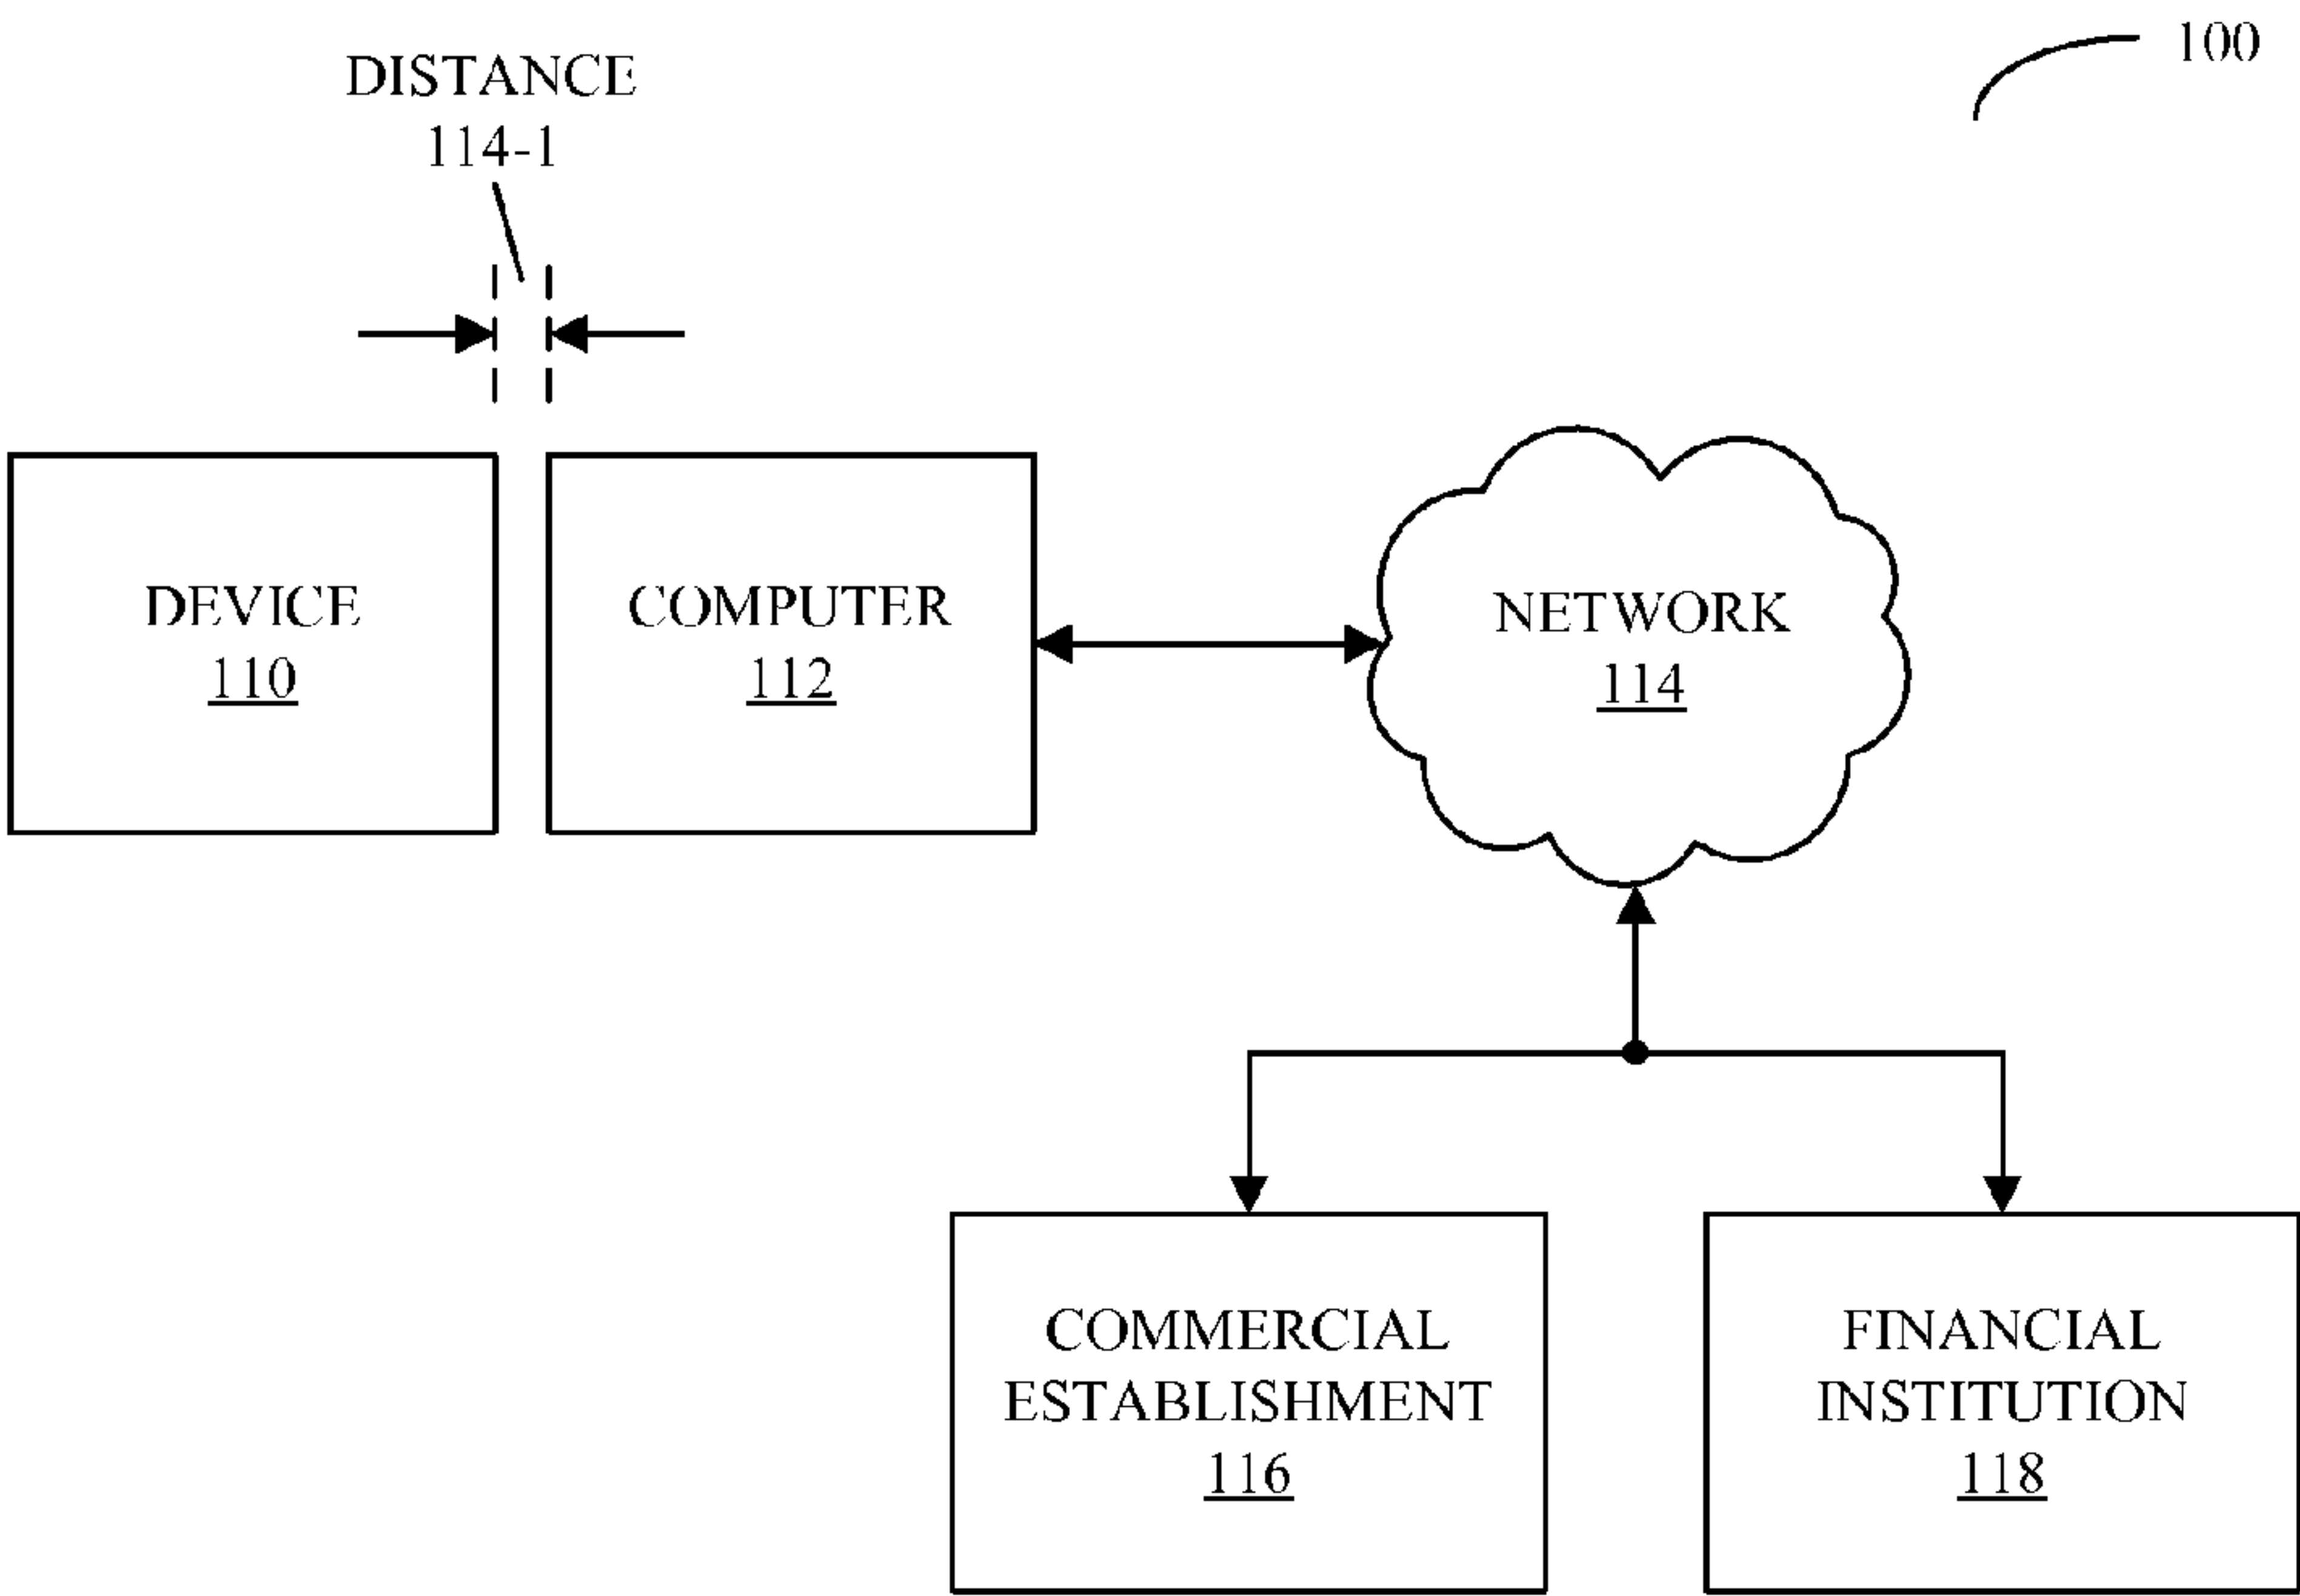 100
DISTANCE
114-1
DEVICE
110
COMPUTER
112
NETWORK
114
COMMERCIAL
ESTABLISHMENT
116
FINANCIAL
INSTITUTION
118